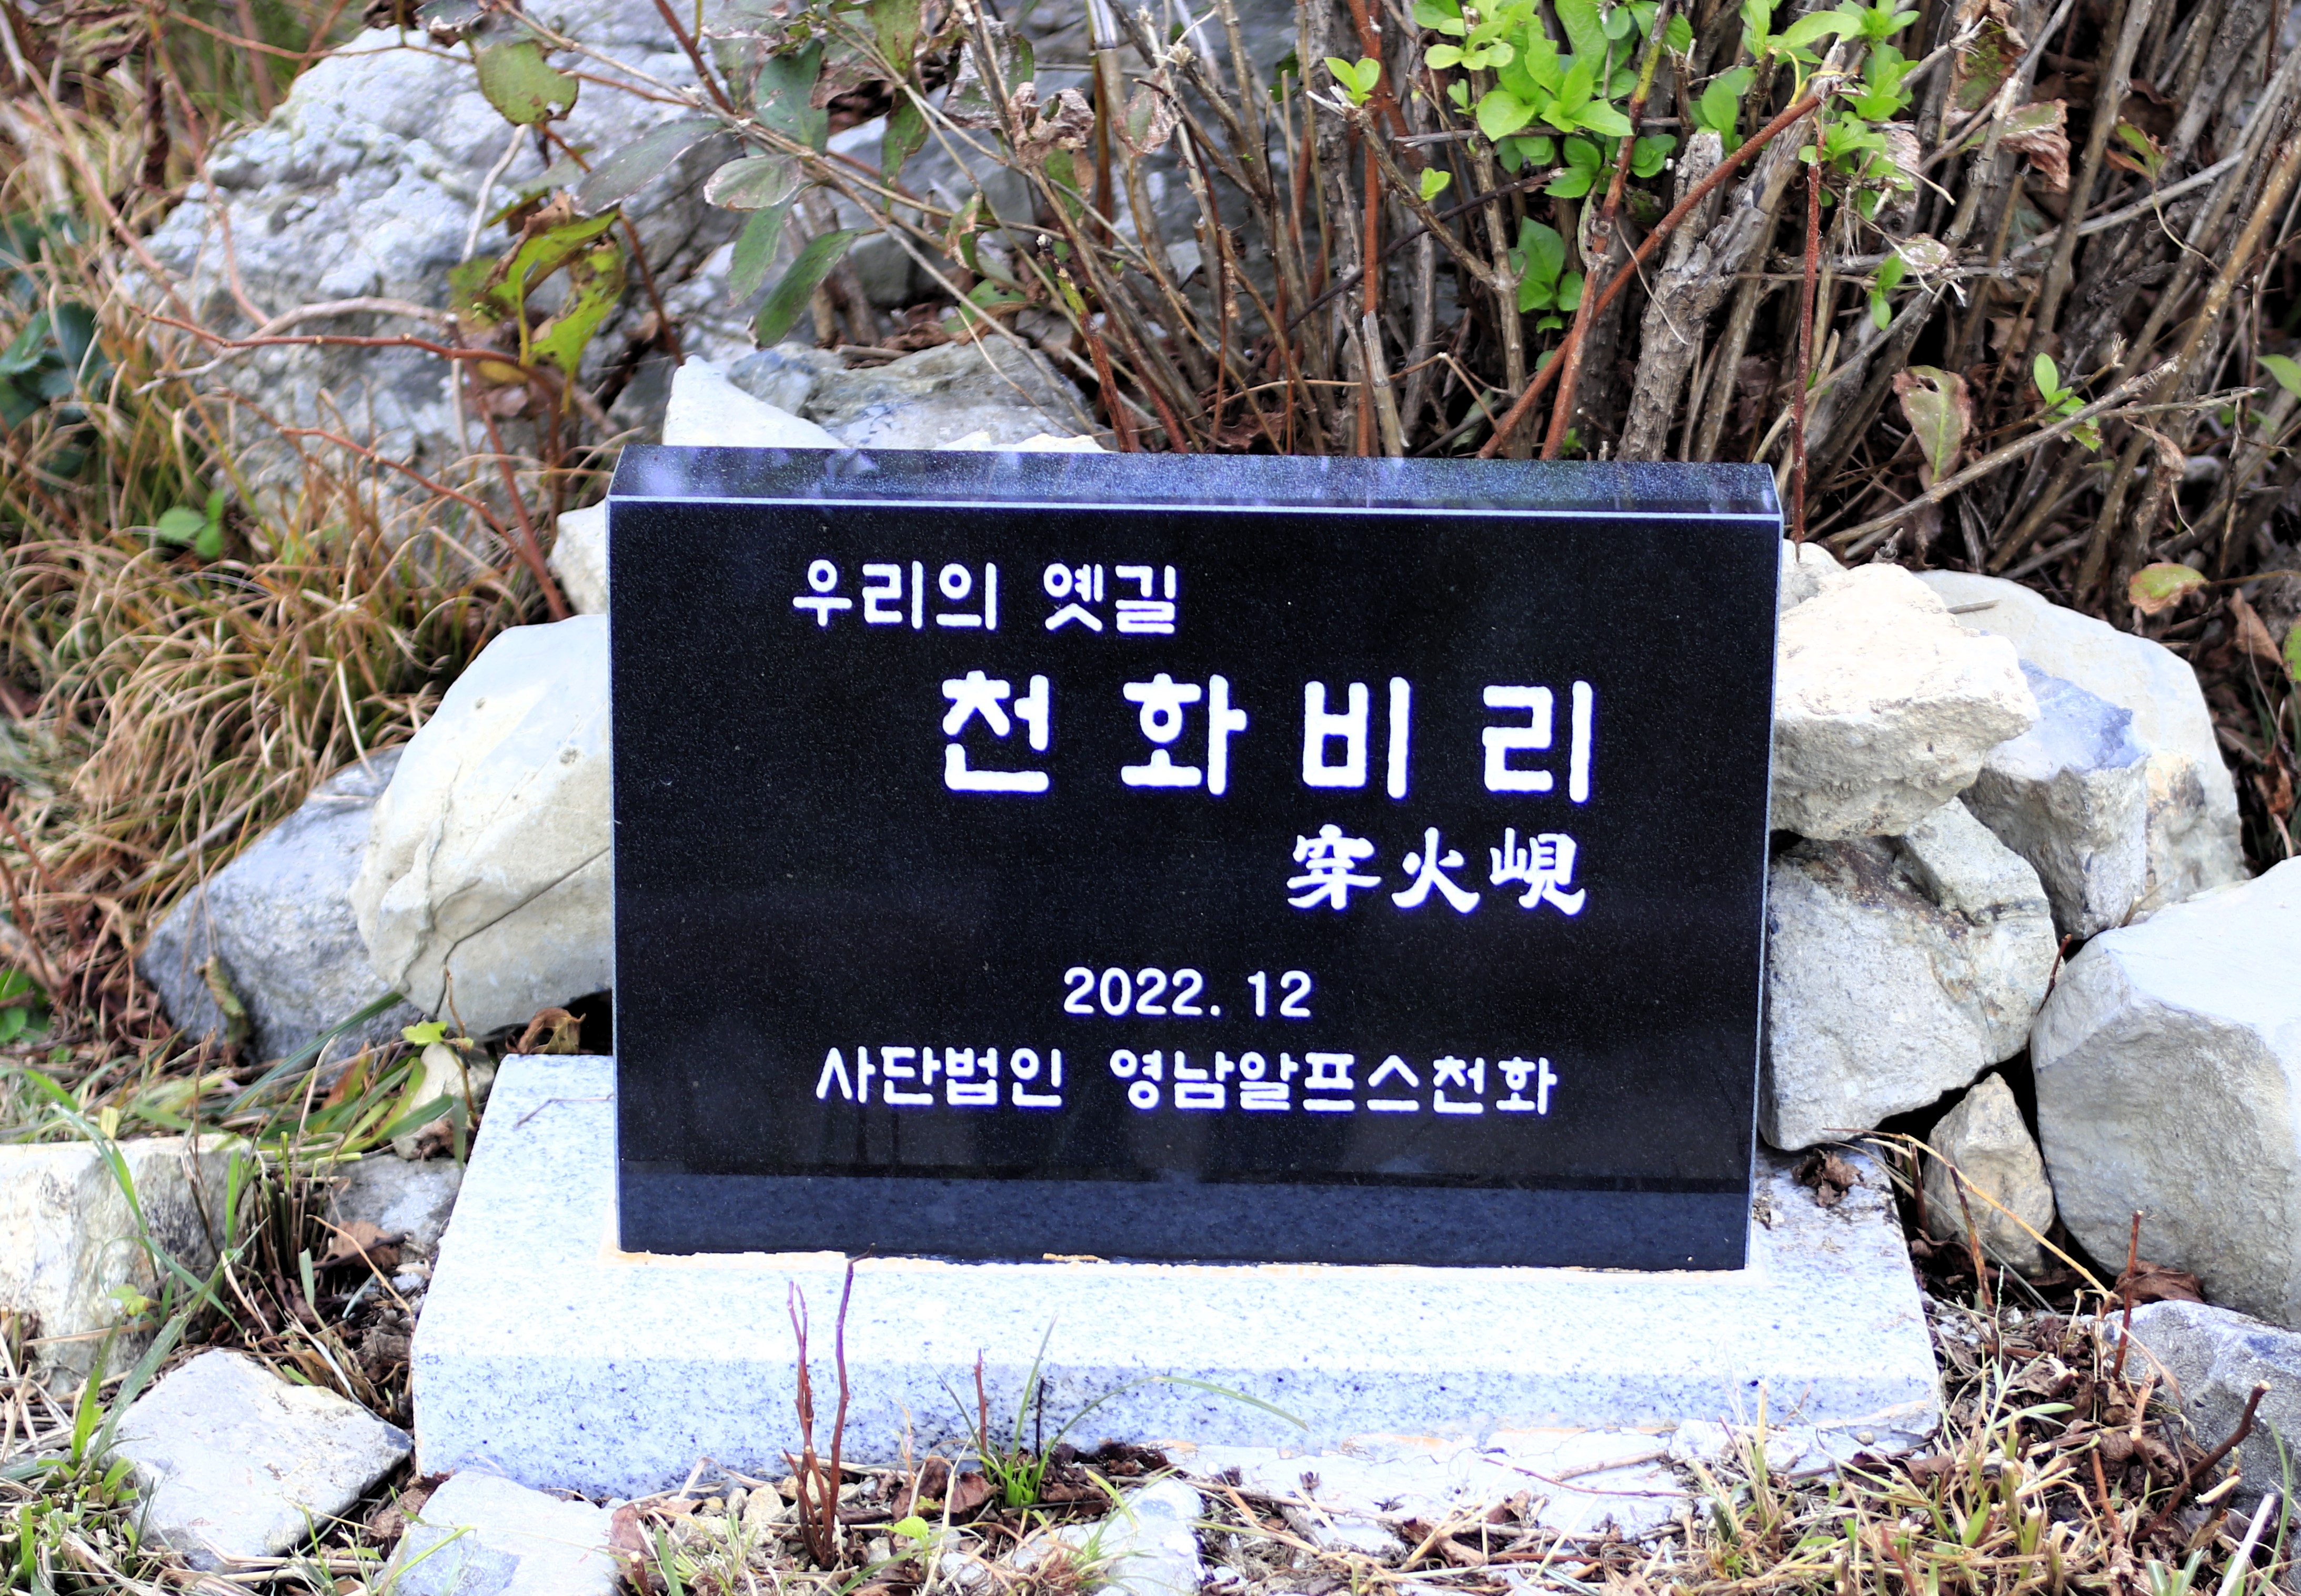 우리의 옛길
천화비리
穿火峴
2022. 12
사단법인 영남알프스천화